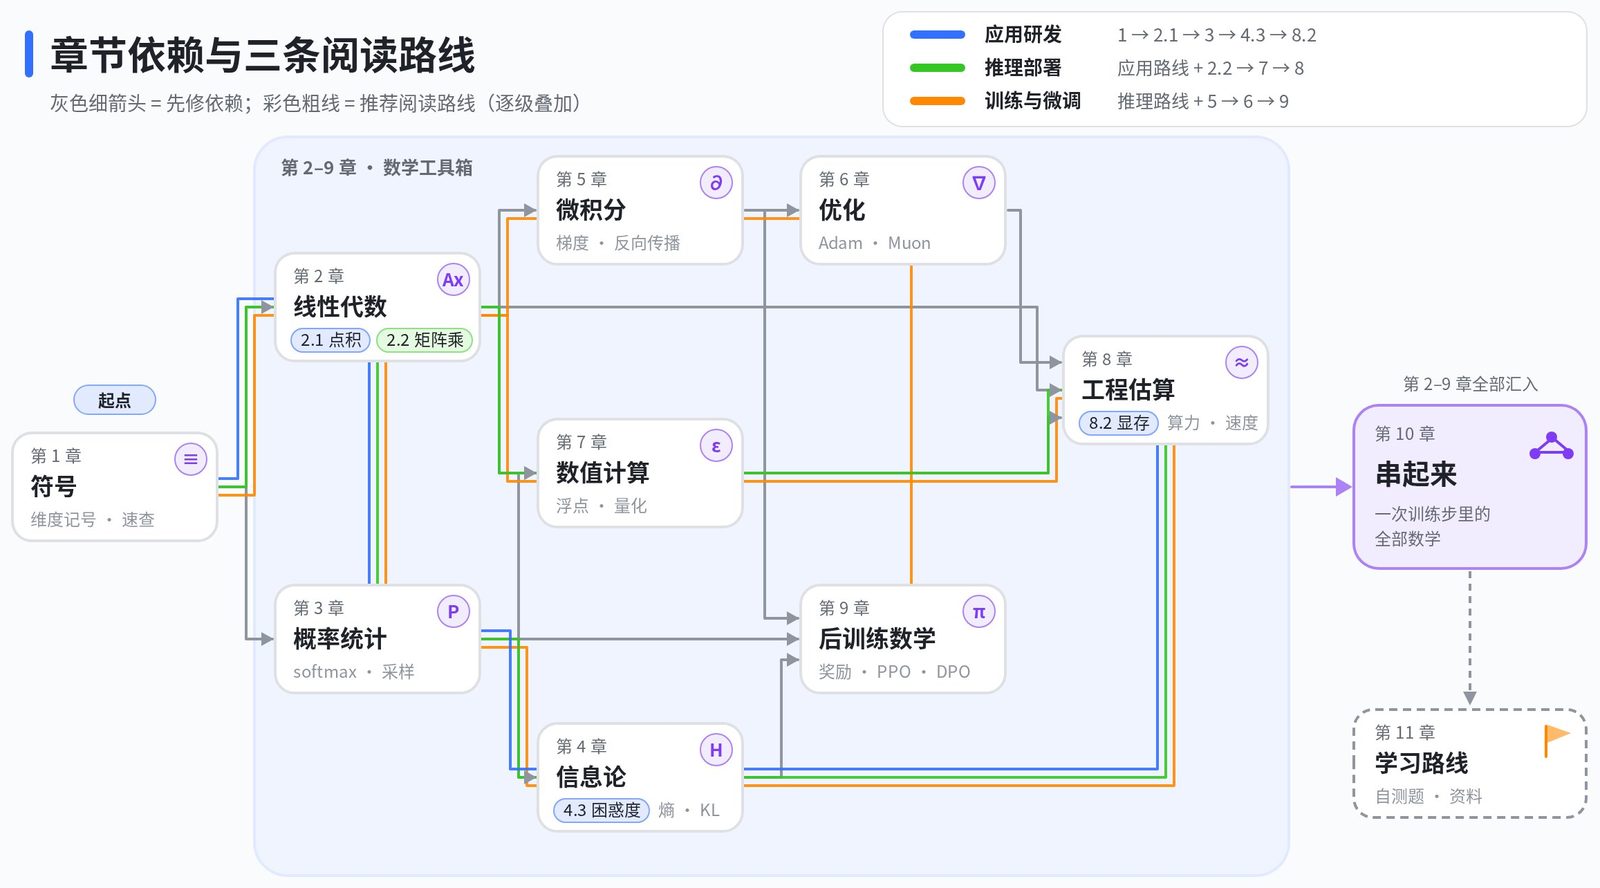 章节依赖与三条阅读路线
灰色细箭头 = 先修依赖；彩色粗线 = 推荐阅读路线（逐级叠加）
应用研发 1 → 2.1 → 3 → 4.3 → 8.2
推理部署 应用路线 + 2.2 → 7 → 8
训练与微调 推理路线 + 5 → 6 → 9
第 2–9 章 · 数学工具箱
第 5 章
∂
微积分
梯度 · 反向传播
第 6 章
∇
优化
Adam · Muon
第 2 章
Ax
线性代数
2.1 点积 2.2 矩阵乘
第 8 章
≈
工程估算
8.2 显存 算力 · 速度
起点
第 1 章
≡
符号
维度记号 · 速查
第 7 章
ε
数值计算
浮点 · 量化
第 2–9 章全部汇入
第 10 章
串起来
一次训练步里的
全部数学
第 3 章
P
概率统计
softmax · 采样
第 9 章
π
后训练数学
奖励 · PPO · DPO
第 4 章
H
信息论
4.3 困惑度 熵 · KL
第 11 章
学习路线
自测题 · 资料